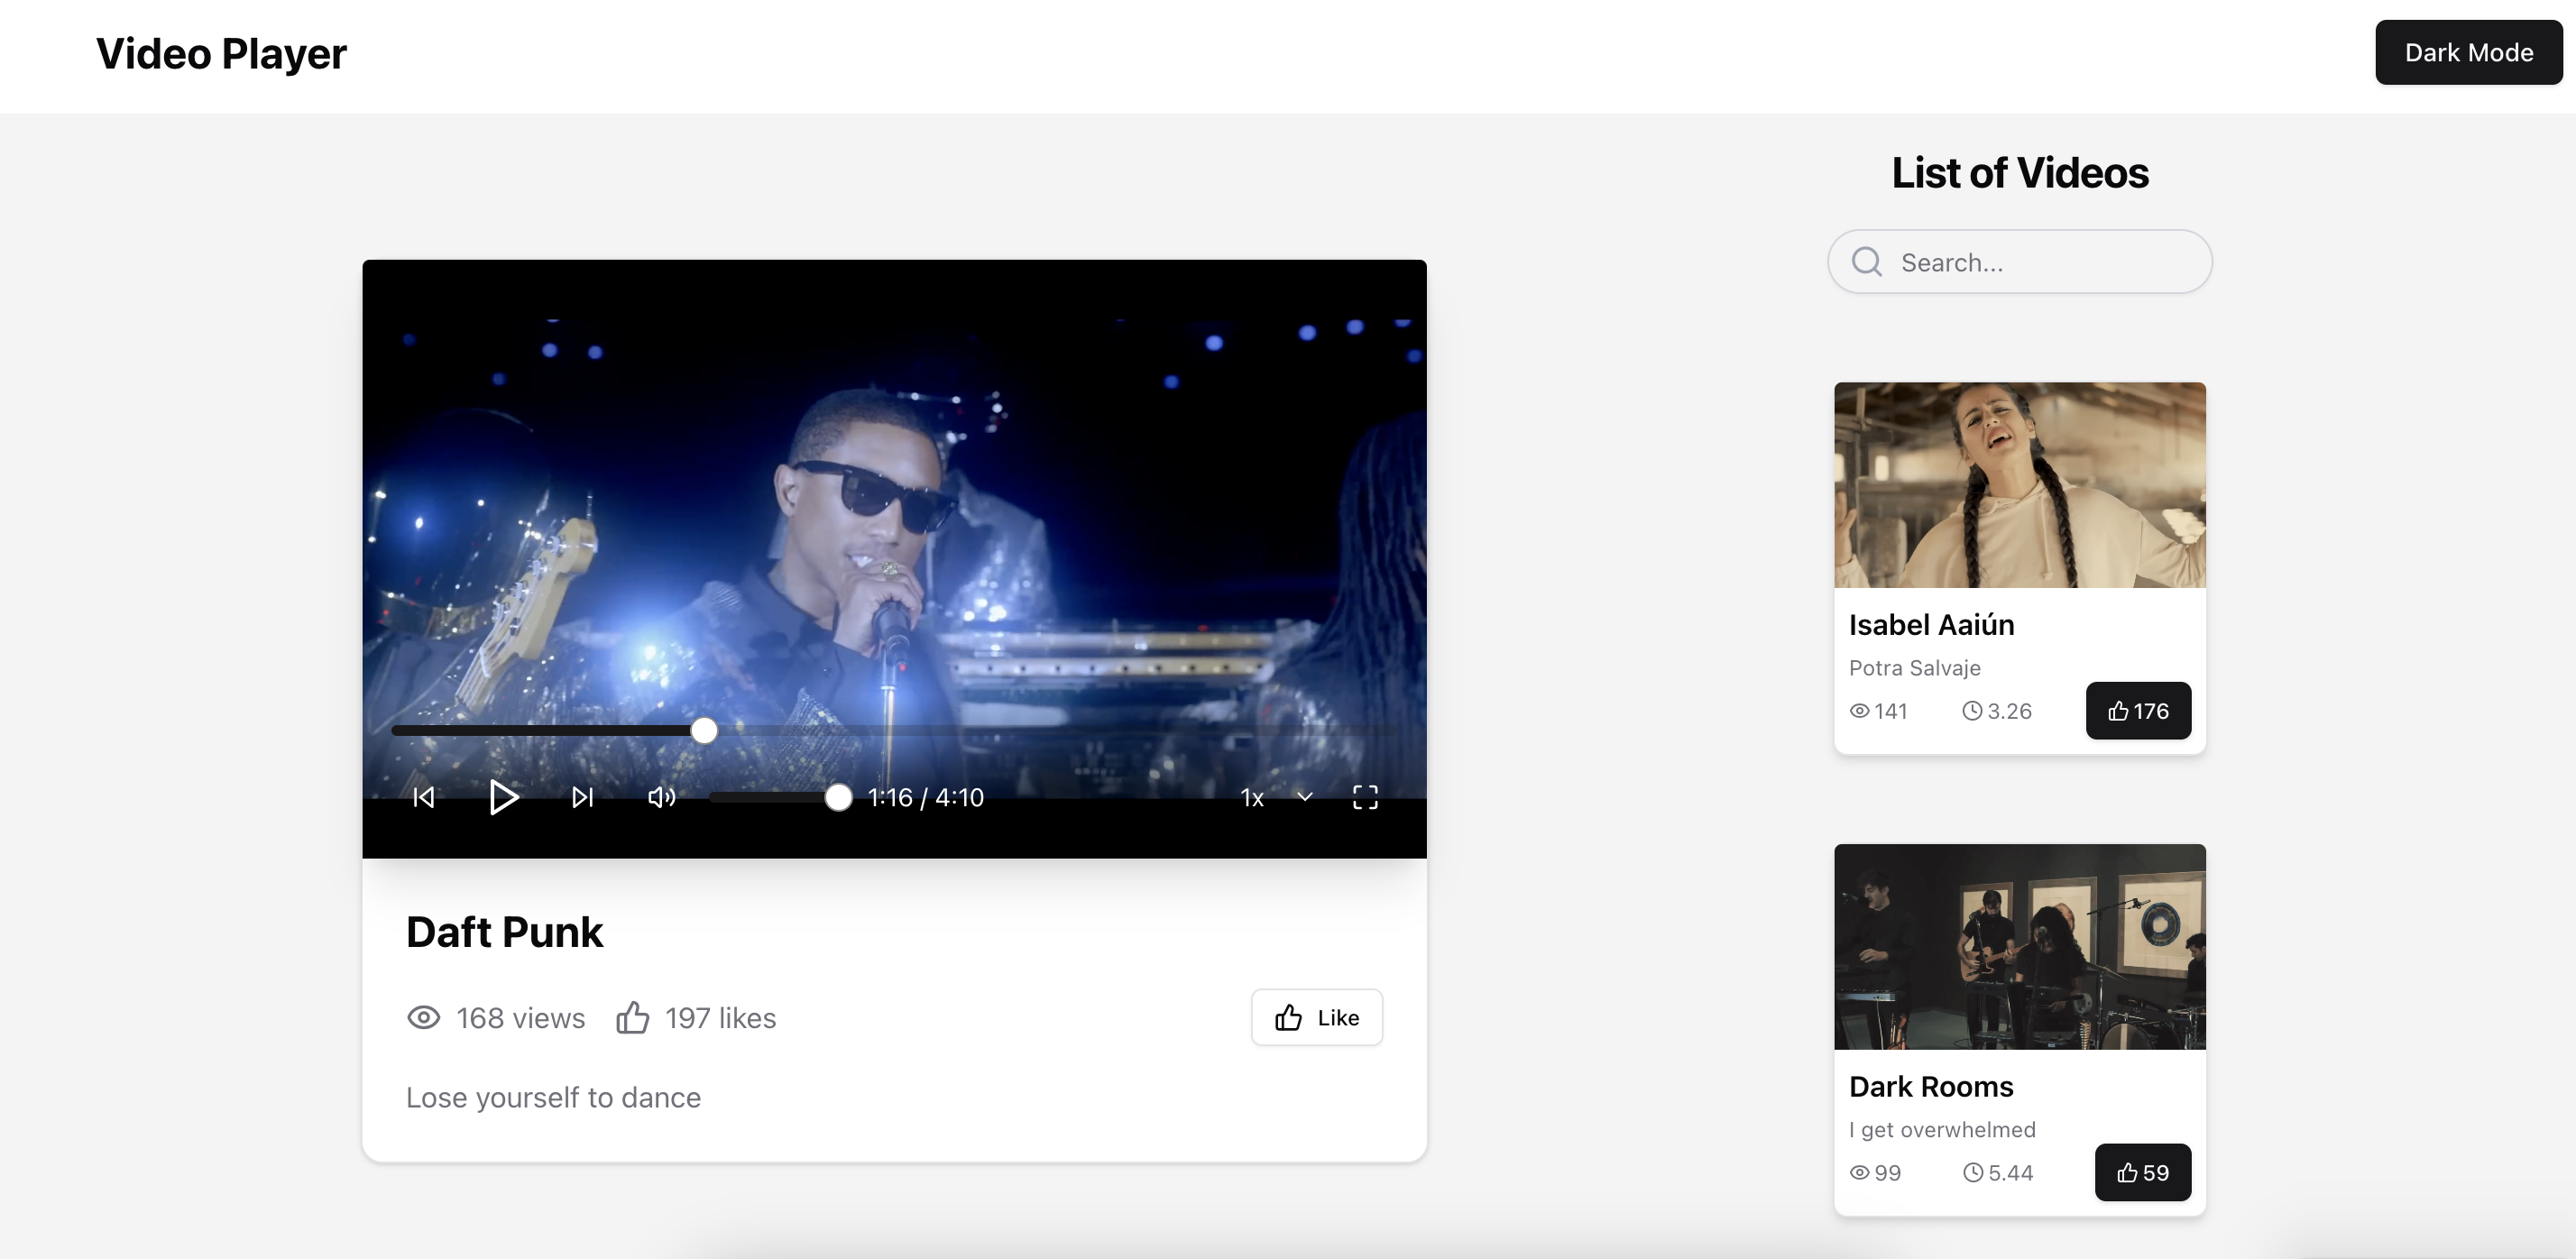 Video Player
Dark Mode
List of Videos
Search...
Isabel Aaiún
Potra Salvaje
141 3.26 176
1:16 / 4:10 1x
Daft Punk
168 views 197 likes Like
Lose yourself to dance
Dark Rooms
I get overwhelmed
99 5.44 59